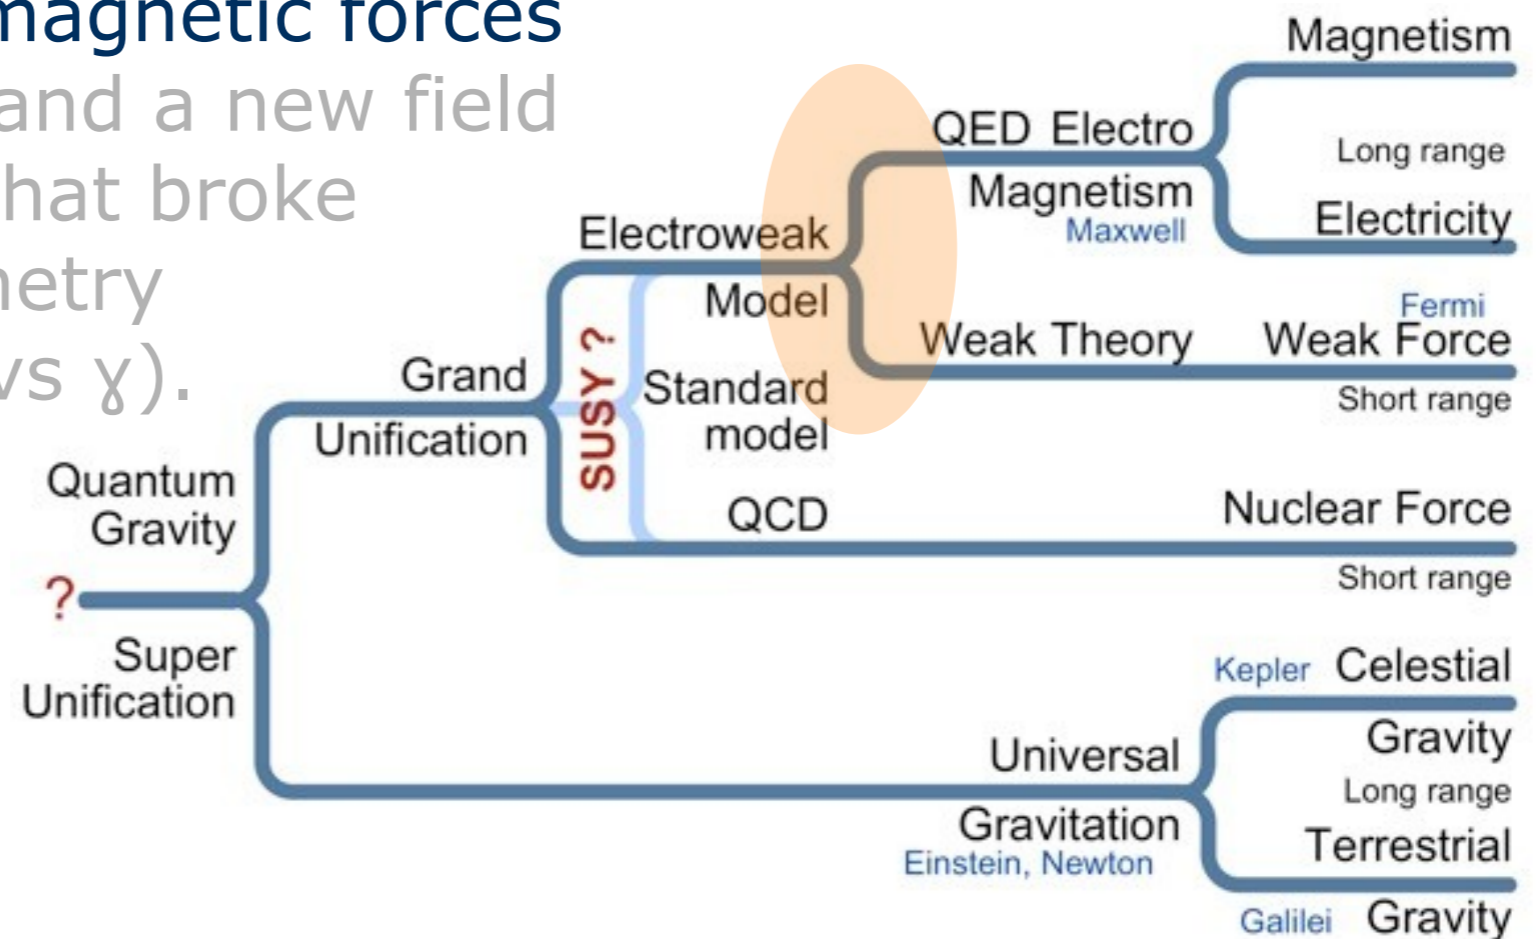 magnetic forces
and a new field
hat broke
netry
vs ɣ).
Magnetism
QED Electro
Long range
Magnetism
Maxwell
Electricity
Electroweak
Model
Fermi
Weak Theory
Weak Force
Short range
Grand
Unification
SUSY ?
Standard
model
QCD
Nuclear Force
Short range
Quantum
Gravity
?
Super
Unification
Kepler
Celestial
Gravity
Universal
Gravitation
Einstein, Newton
Long range
Terrestrial
Galilei
Gravity